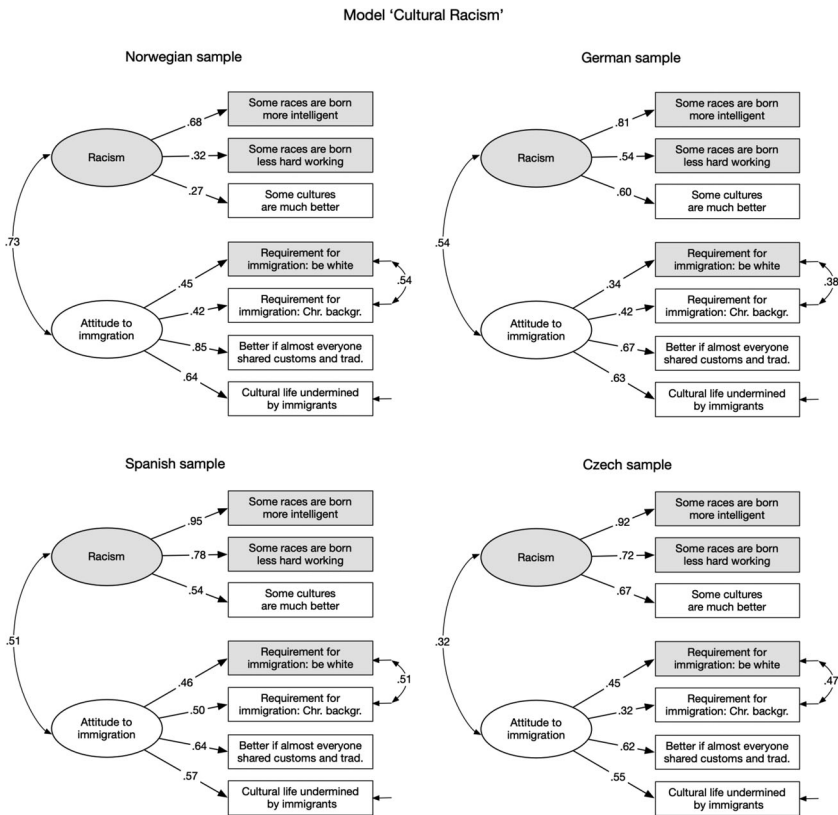 Model ‘Cultural Racism’
Norwegian sample
Some races are born
more intelligent
.68
Racism
.32
Some races are born
less hard working
.27
Some cultures
are much better
.73
Requirement for
immigration: be white
.45
.54
.42
Requirement for
immigration: Chr. backgr.
Attitude to
immgration
.85
Better if almost everyone
shared customs and trad.
.64
Cultural life undermined
by immigrants
German sample
Some races are born
more intelligent
.81
Racism
.54
Some races are born
less hard working
.60
Some cultures
are much better
.54
Requirement for
immigration: be white
.34
.38
.42
Requirement for
immigration: Chr. backgr.
Attitude to
immigration
.67
Better if almost everyone
shared customs and trad.
.63
Cultural life undermined
by immigrants
Spanish sample
Some races are born
more intelligent
.95
Racism
.78
Some races are born
less hard working
.54
Some cultures
are much better
.51
Requirement for
immigration: be white
.46
.51
.50
Requirement for
immigration: Chr. backgr.
Attitude to
immigration
.64
Better if almost everyone
shared customs and trad.
.57
Cultural life undermined
by immigrants
Czech sample
Some races are born
more intelligent
.92
Racism
.72
Some races are born
less hard working
.67
Some cultures
are much better
.32
Requirement for
immigration: be white
.45
.47
.32
Requirement for
immigration: Chr. backgr.
Attitude to
immigration
.62
Better if almost everyone
shared customs and trad.
.55
Cultural life undermined
by immigrants